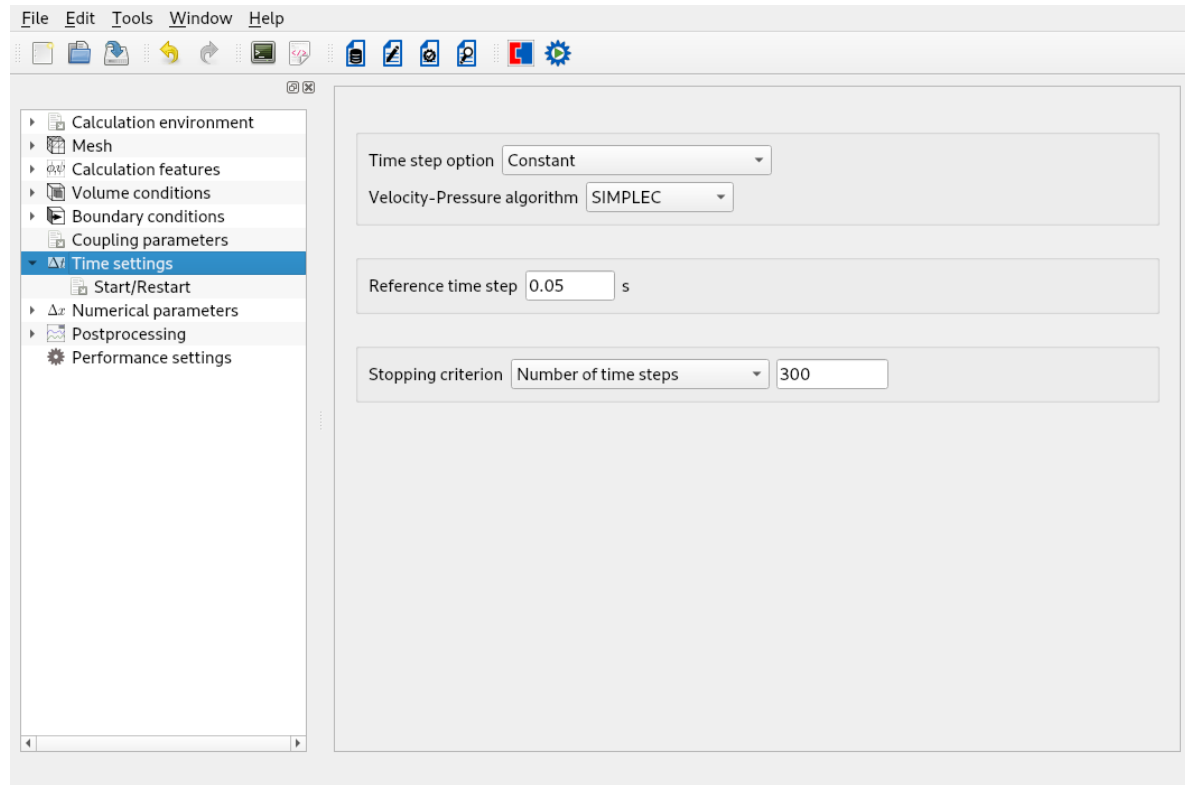 File Edit Tools Window Help
Calculation environment
Mesh
Calculation features
Volume conditions
Boundary conditions
Coupling parameters
Time settings
Start/Restart
Δx Numerical parameters
Postprocessing
Performance settings
Time step option Constant
Velocity-Pressure algorithm SIMPLEC
Reference time step 0.05 s
Stopping criterion Number of time steps 300